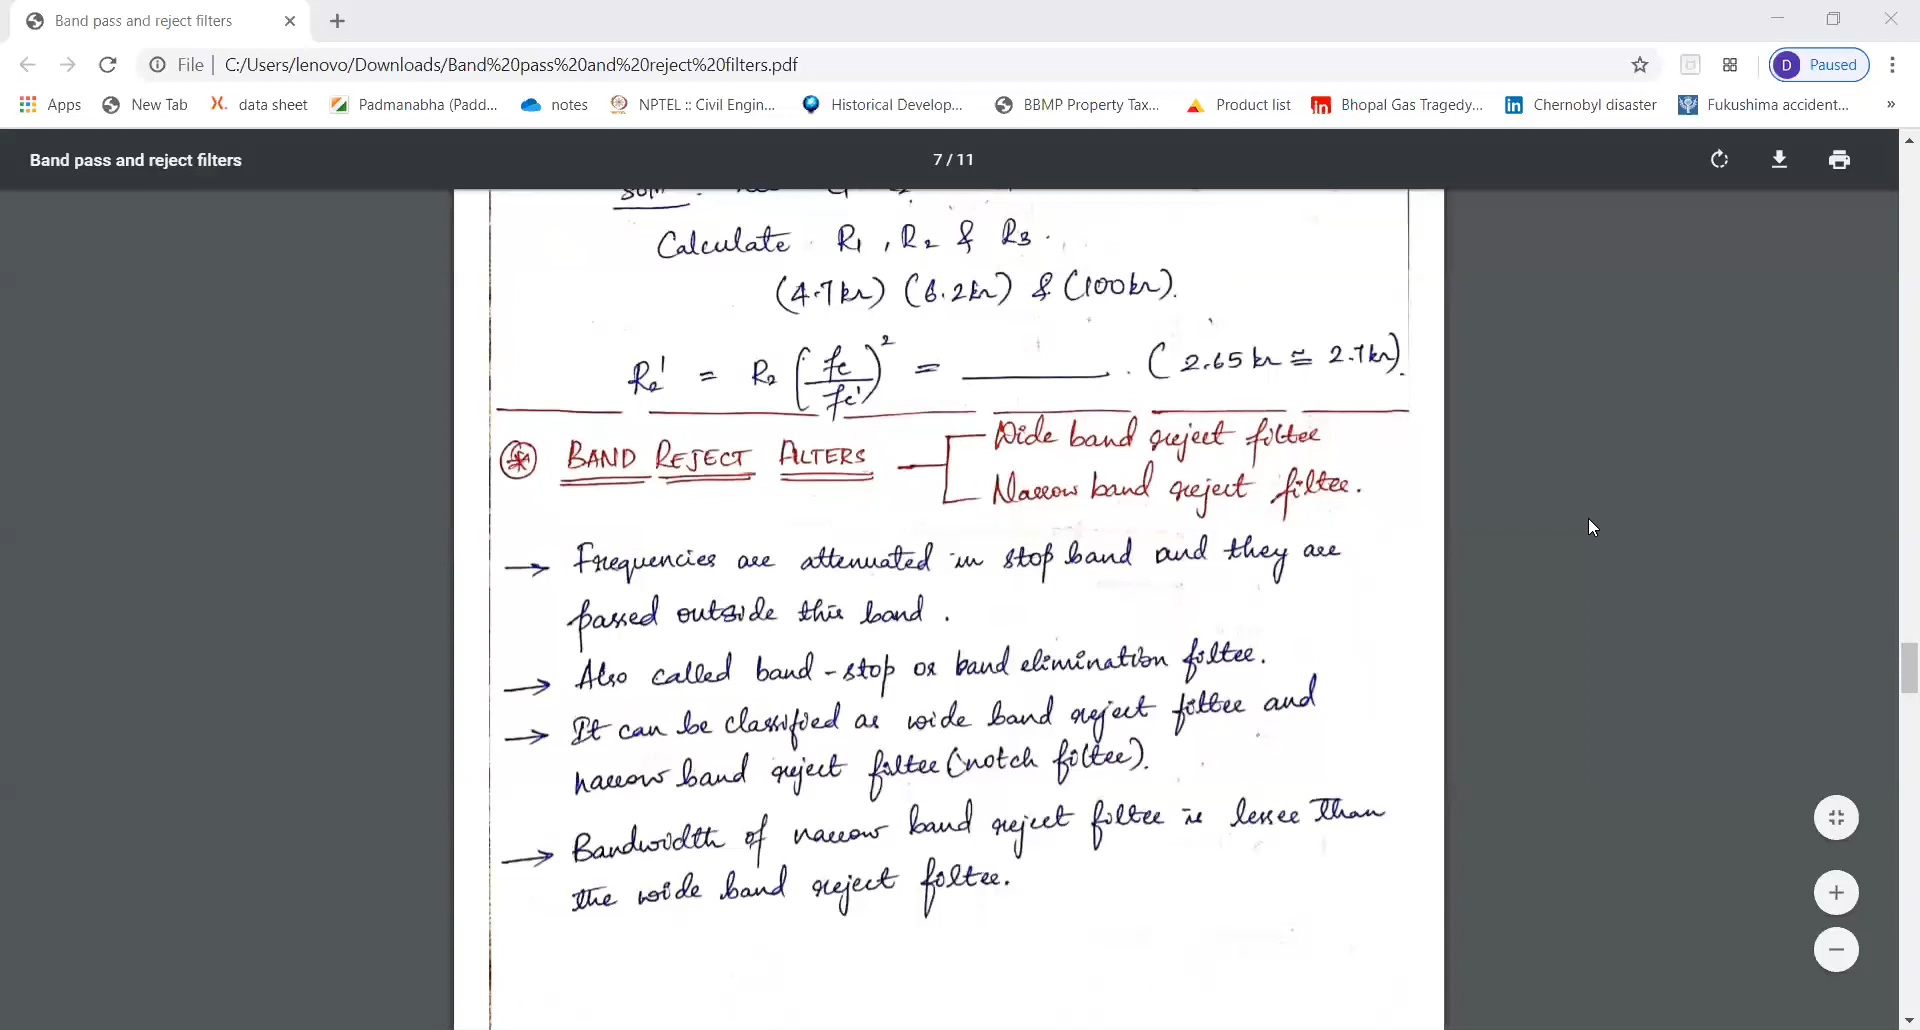 Band pass and reject filters
File | C:/Users/lenovo/Downloads/Band%20pass%20and%20reject%20filters.pdf
Paused
Apps New Tab data sheet Padmanabha (Padd... notes NPTEL :: Civil Engin... Historical Develop... BBMP Property Tax... Product list Bhopal Gas Tragedy... Chernobyl disaster Fukushima accident... »
Band pass and reject filters 7 / 11
Soln
Calculate R1, R2 & R3.
(4.7kΩ) (6.2kΩ) & (100kΩ).
R2' = R2 (fc/fc')² = ______. (2.65kΩ ≅ 2.7kΩ).
BAND REJECT FILTERS
Wide band reject filter
Narrow band reject filter.
→ Frequencies are attenuated in stop band and they are
passed outside this band.
→ Also called band-stop or band elimination filter.
→ It can be classified as wide band reject filter and
narrow band reject filter (notch filter).
→ Bandwidth of narrow band reject filter is lesser than
the wide band reject filter.